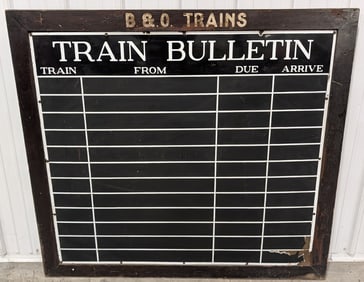 B. & O. TRAINS
TRAIN BULLETIN
TRAIN FROM DUE ARRIVE